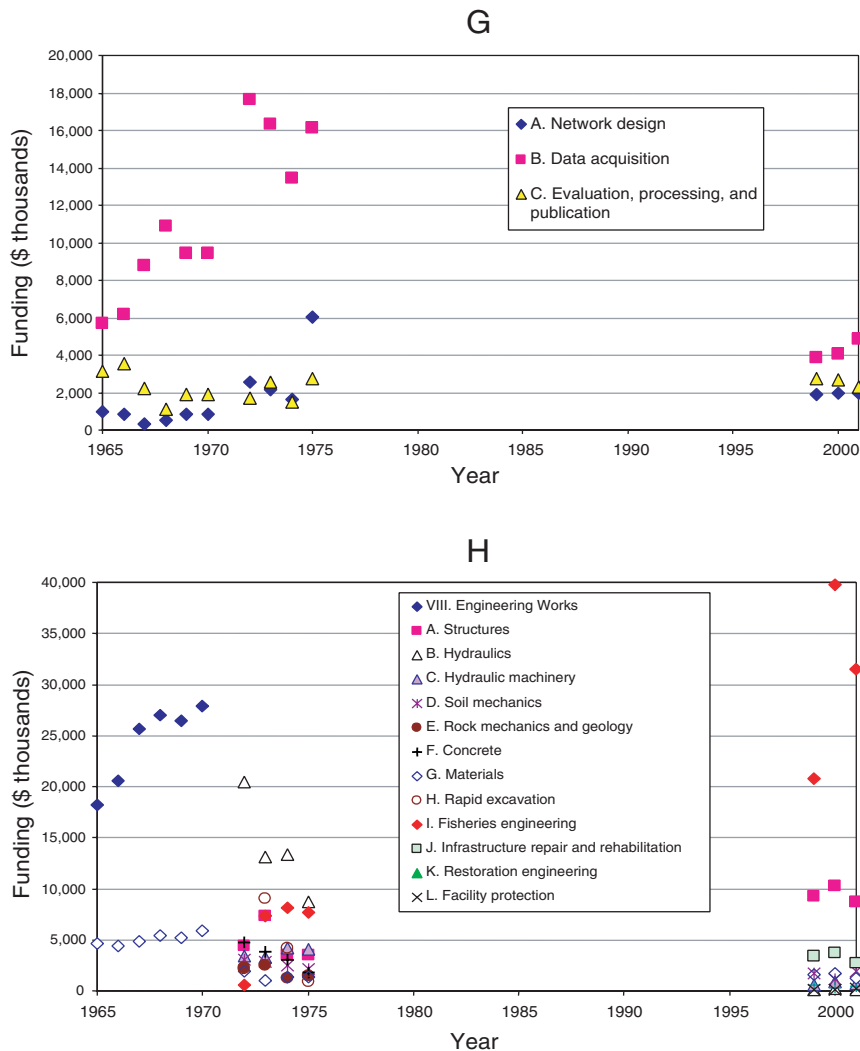 G
20,000
18,000
16,000
14,000
12,000
10,000
8,000
6,000
4,000
2,000
0
Funding ($ thousands)
A. Network design
B. Data acquisition
C. Evaluation, processing, and
publication
1965 1970 1975 1980 1985 1990 1995 2000
Year
H
40,000
35,000
30,000
25,000
20,000
15,000
10,000
5,000
0
Funding ($ thousands)
VIII. Engineering Works
A. Structures
B. Hydraulics
C. Hydraulic machinery
D. Soil mechanics
E. Rock mechanics and geology
F. Concrete
G. Materials
H. Rapid excavation
I. Fisheries engineering
J. Infrastructure repair and rehabilitation
K. Restoration engineering
L. Facility protection
1965 1970 1975 1980 1985 1990 1995 2000
Year